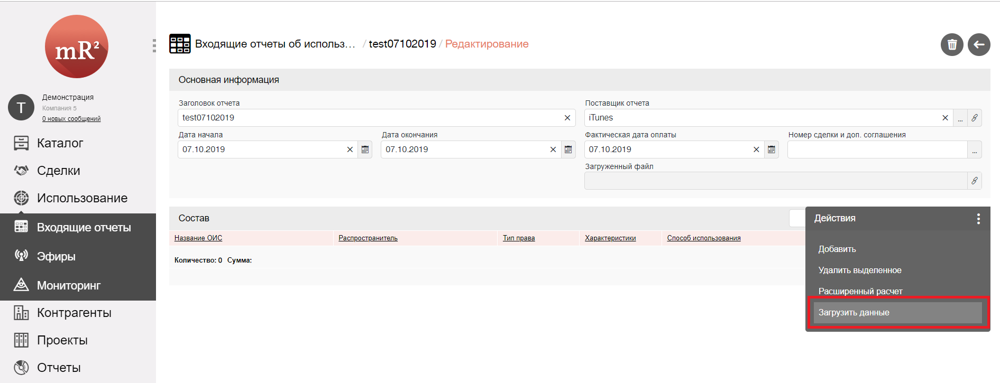 mR²
Демонстрация
Компания 5
0 новых сообщений
Т
Каталог
Сделки
Использование
Входящие отчеты
Эфиры
Мониторинг
Контрагенты
Проекты
Отчеты
Входящие отчеты об использ... / test07102019 / Редактирование
Основная информация
Заголовок отчета
test07102019
Поставщик отчета
iTunes
...
Дата начала
07.10.2019
Дата окончания
07.10.2019
Фактическая дата оплаты
07.10.2019
Номер сделки и доп. соглашения
...
Загруженный файл
Состав
Название ОИС Распространитель Тип права Характеристики Способ использования
Количество: 0 Сумма:
Действия
Добавить
Удалить выделенное
Расширенный расчет
Загрузить данные